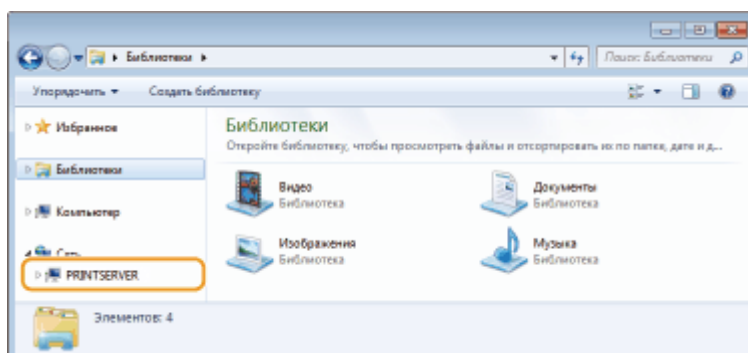 Библиотеки
Поиск: Библиотеки
Упорядочить
Создать библиотеку
Избранное
Библиотеки
Компьютер
Сеть
PRINTSERVER
Библиотеки
Откройте библиотеку, чтобы просмотреть файлы и отсортировать их по папке, дате и д...
Видео
Библиотека
Документы
Библиотека
Изображения
Библиотека
Музыка
Библиотека
Элементов: 4